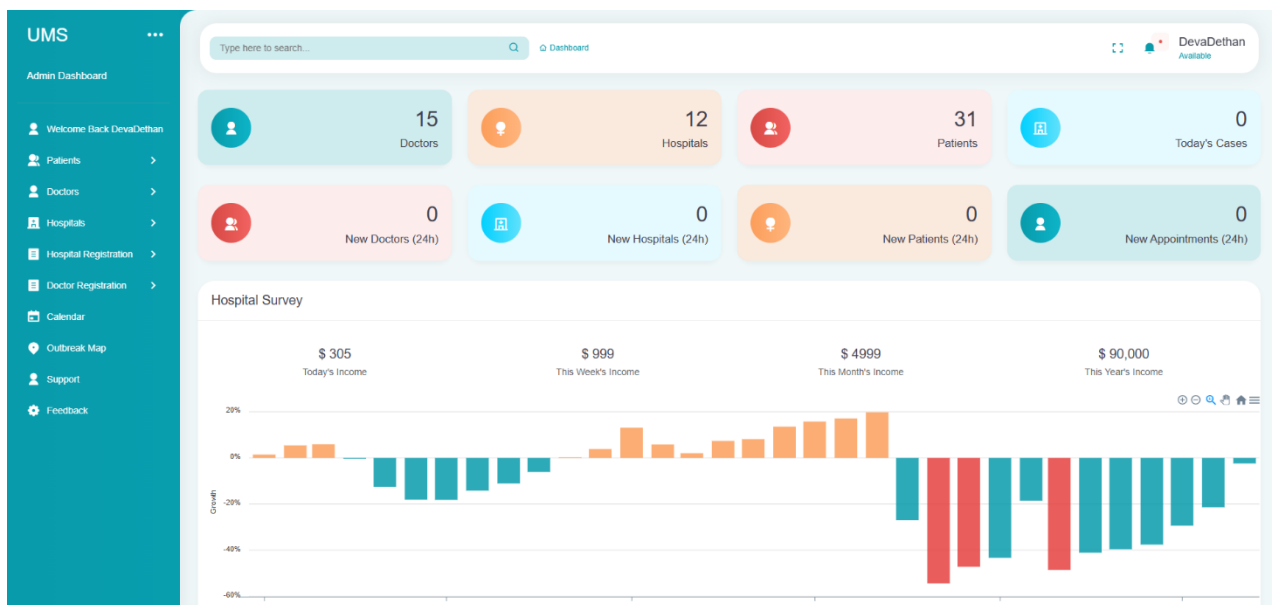 UMS
Admin Dashboard
Welcome Back DevaDethan
Patients
Doctors
Hospitals
Hospital Registration
Doctor Registration
Calendar
Outbreak Map
Support
Feedback
Type here to search... Dashboard
DevaDethan
Available
15
Doctors
12
Hospitals
31
Patients
0
Today's Cases
0
New Doctors (24h)
0
New Hospitals (24h)
0
New Patients (24h)
0
New Appointments (24h)
Hospital Survey
$ 305
Today's Income
$ 999
This Week's Income
$ 4999
This Month's Income
$ 90,000
This Year's Income
20%
0%
-20%
-40%
-60%
Growth